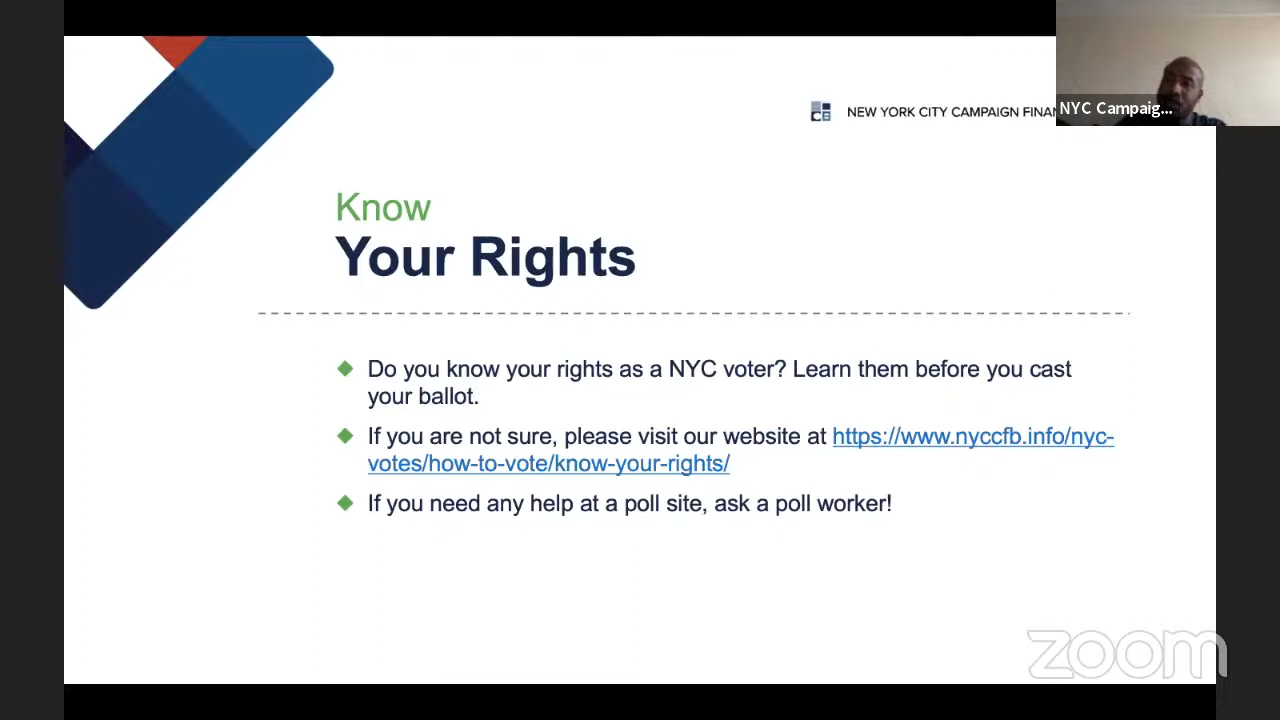 NEW YORK CITY CAMPAIGN FINAN
NYC Campaig...
Know
Your Rights
Do you know your rights as a NYC voter? Learn them before you cast
your ballot.
If you are not sure, please visit our website at https://www.nyccfb.info/nyc-
votes/how-to-vote/know-your-rights/
If you need any help at a poll site, ask a poll worker!
zoom